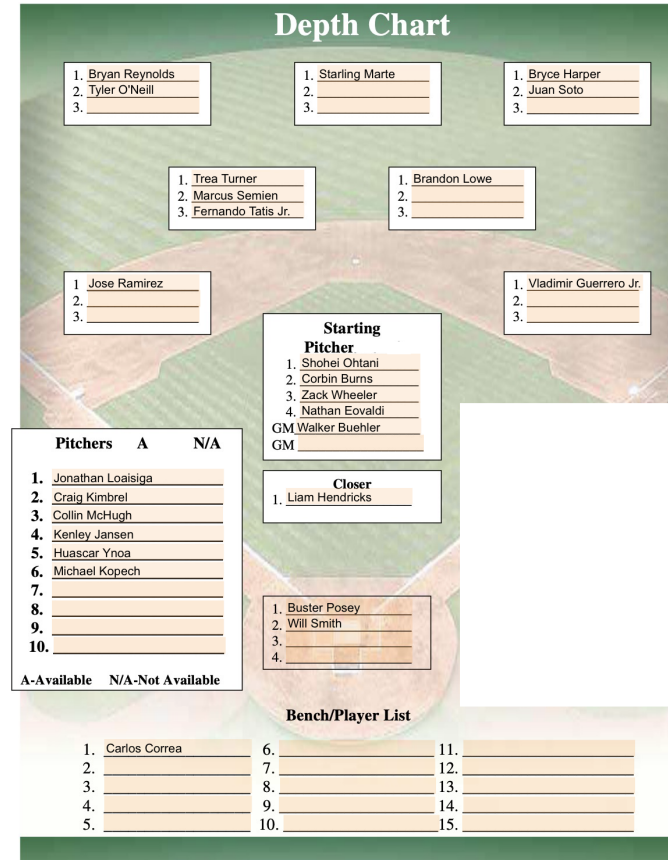 Depth Chart
1. Bryan Reynolds
2. Tyler O'Neill
3.
1. Starling Marte
2.
3.
1. Bryce Harper
2. Juan Soto
3.
1. Trea Turner
2. Marcus Semien
3. Fernando Tatis Jr.
1. Brandon Lowe
2.
3.
1 Jose Ramirez
2.
3.
1. Vladimir Guerrero Jr.
2.
3.
Starting
Pitcher
1. Shohei Ohtani
2. Corbin Burns
3. Zack Wheeler
4. Nathan Eovaldi
GM Walker Buehler
GM
Pitchers A N/A
1. Jonathan Loaisiga
2. Craig Kimbrel
3. Collin McHugh
4. Kenley Jansen
5. Huascar Ynoa
6. Michael Kopech
7.
8.
9.
10.
A-Available N/A-Not Available
Closer
1. Liam Hendricks
1. Buster Posey
2. Will Smith
3.
4.
Bench/Player List
1. Carlos Correa
2.
3.
4.
5.
6.
7.
8.
9.
10.
11.
12.
13.
14.
15.